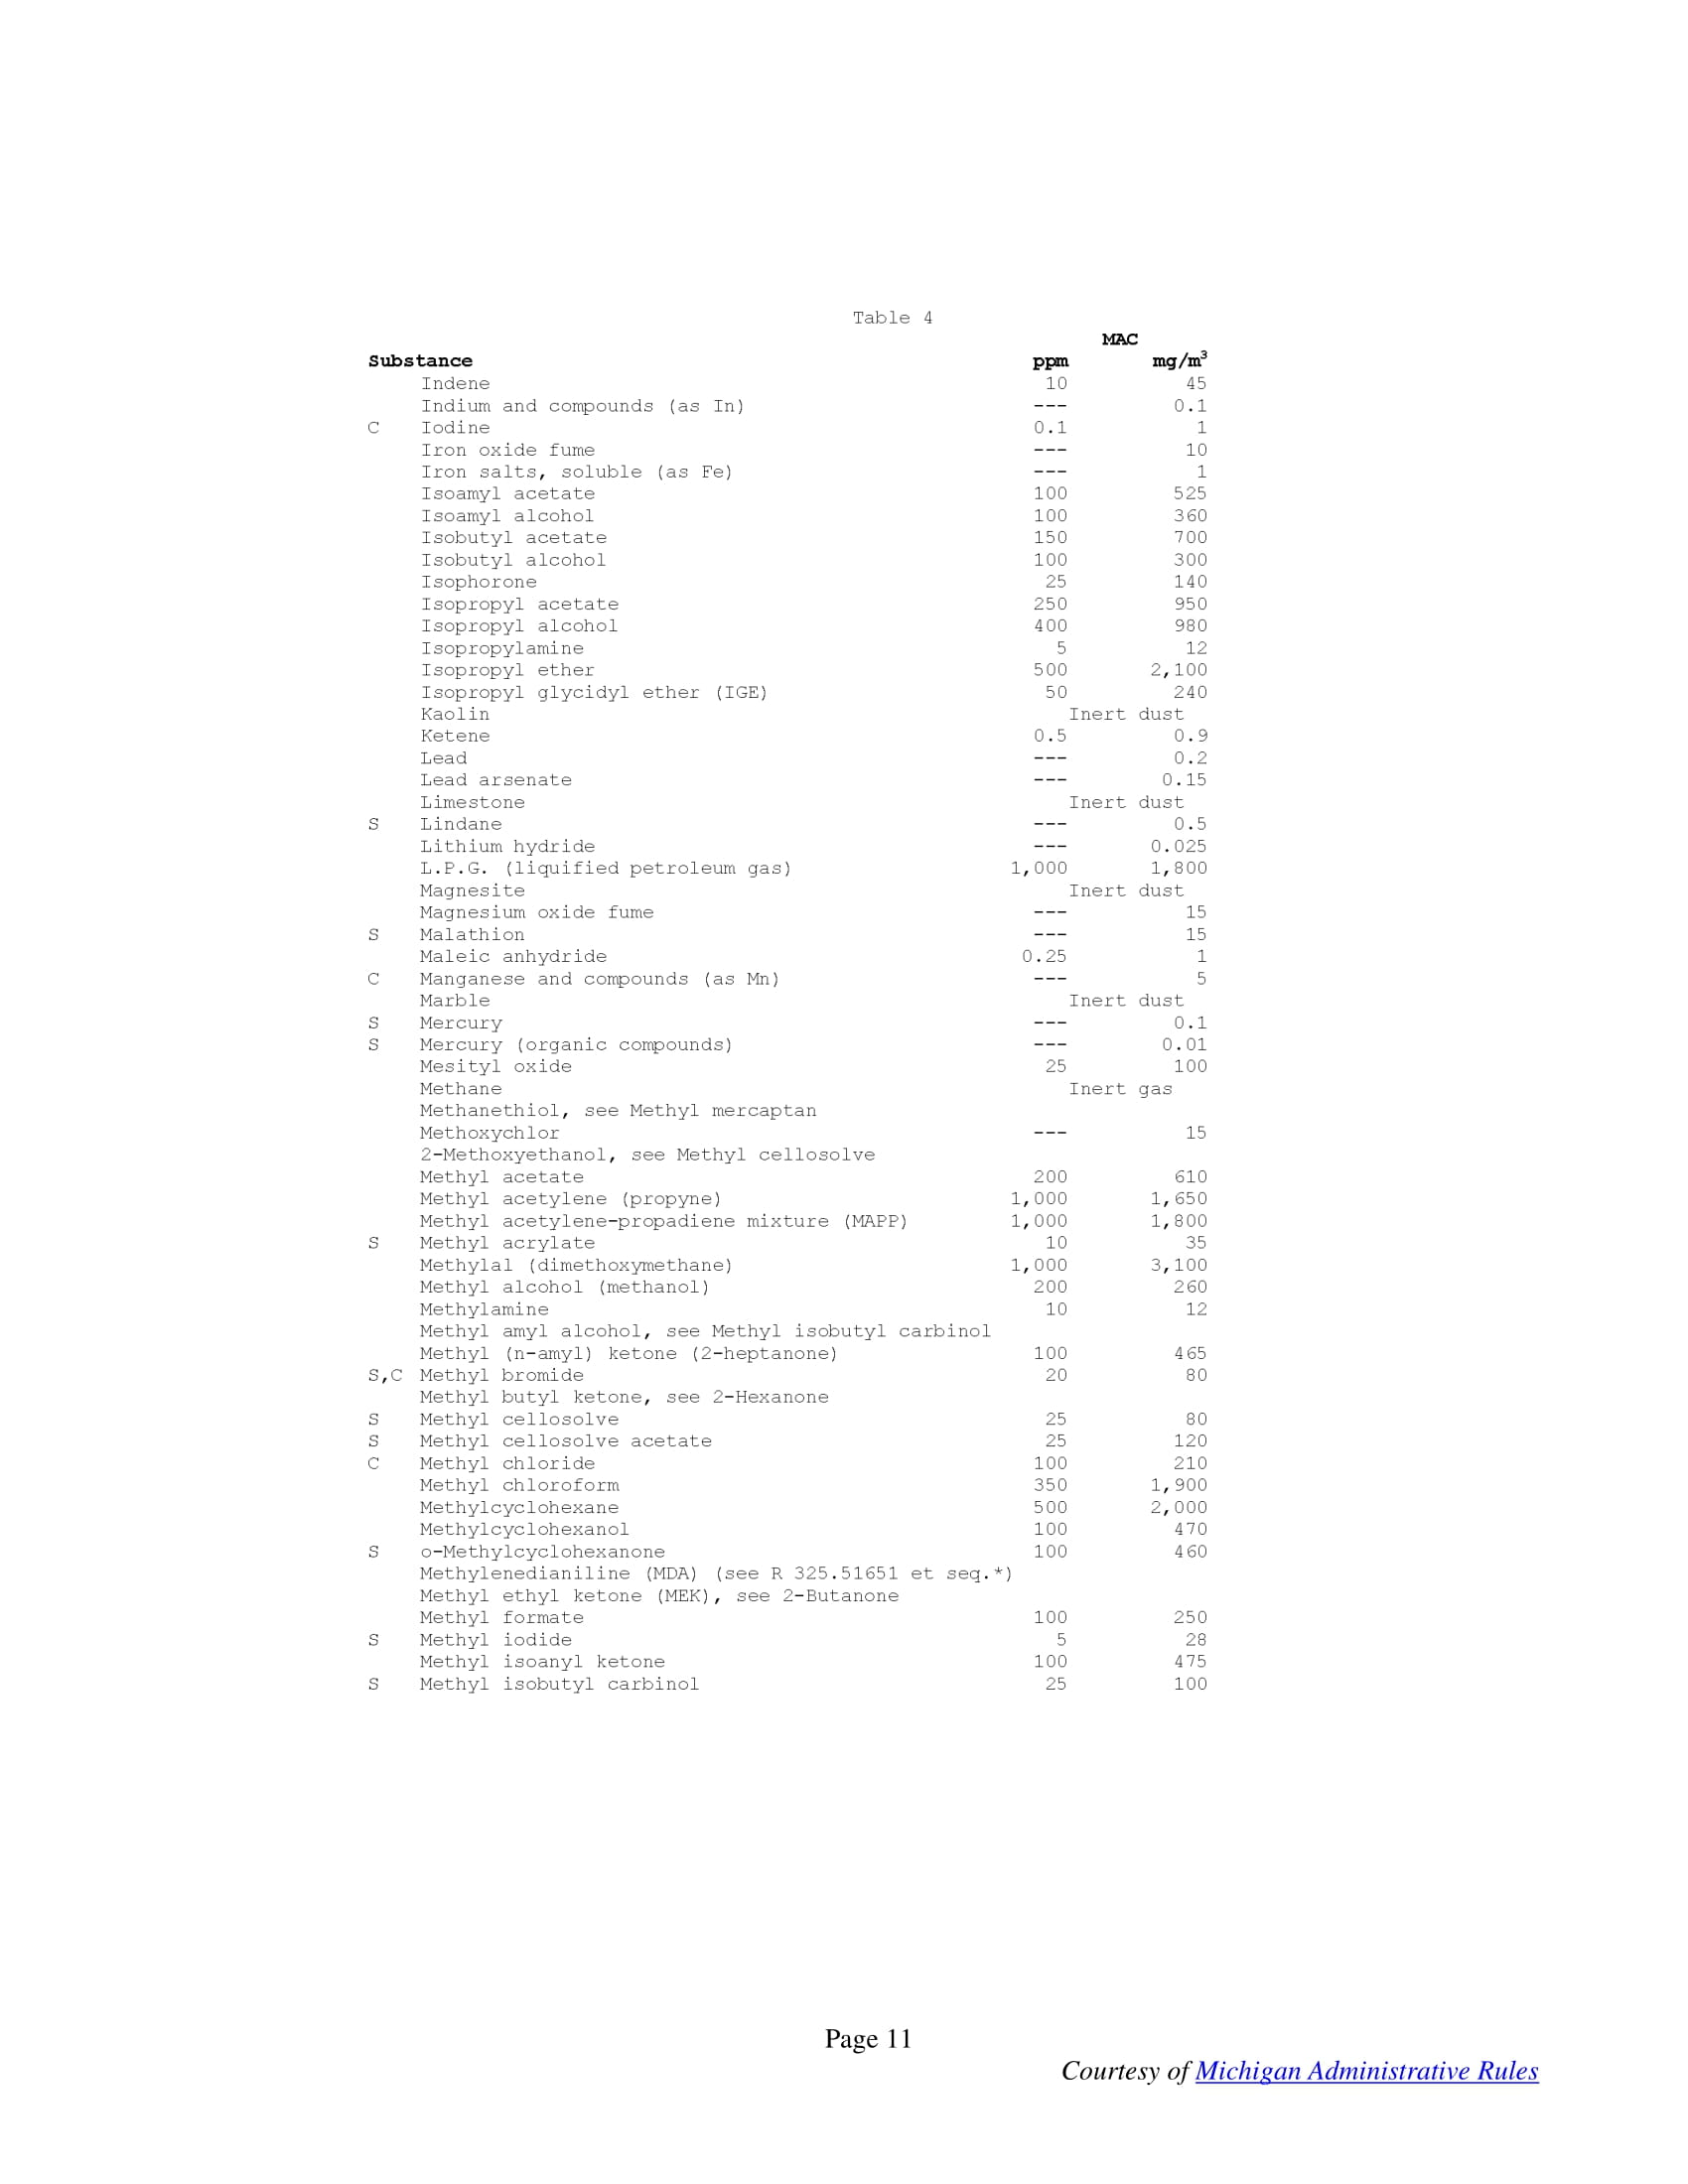 Table 4
MAC
Substance ppm mg/m³
Indene 10 45
Indium and compounds (as In) --- 0.1
C Iodine 0.1 1
Iron oxide fume --- 10
Iron salts, soluble (as Fe) --- 1
Isoamyl acetate 100 525
Isoamyl alcohol 100 360
Isobutyl acetate 150 700
Isobutyl alcohol 100 300
Isophorone 25 140
Isopropyl acetate 250 950
Isopropyl alcohol 400 980
Isopropylamine 5 12
Isopropyl ether 500 2,100
Isopropyl glycidyl ether (IGE) 50 240
Kaolin Inert dust
Ketene 0.5 0.9
Lead --- 0.2
Lead arsenate --- 0.15
Limestone Inert dust
S Lindane --- 0.5
Lithium hydride --- 0.025
L.P.G. (liquified petroleum gas) 1,000 1,800
Magnesite Inert dust
Magnesium oxide fume --- 15
S Malathion --- 15
Maleic anhydride 0.25 1
C Manganese and compounds (as Mn) --- 5
Marble Inert dust
S Mercury --- 0.1
S Mercury (organic compounds) --- 0.01
Mesityl oxide 25 100
Methane Inert gas
Methanethiol, see Methyl mercaptan
Methoxychlor --- 15
2-Methoxyethanol, see Methyl cellosolve
Methyl acetate 200 610
Methyl acetylene (propyne) 1,000 1,650
Methyl acetylene-propadiene mixture (MAPP) 1,000 1,800
S Methyl acrylate 10 35
Methylal (dimethoxymethane) 1,000 3,100
Methyl alcohol (methanol) 200 260
Methylamine 10 12
Methyl amyl alcohol, see Methyl isobutyl carbinol
Methyl (n-amyl) ketone (2-heptanone) 100 465
S,C Methyl bromide 20 80
Methyl butyl ketone, see 2-Hexanone
S Methyl cellosolve 25 80
S Methyl cellosolve acetate 25 120
C Methyl chloride 100 210
Methyl chloroform 350 1,900
Methylcyclohexane 500 2,000
Methylcyclohexanol 100 470
S o-Methylcyclohexanone 100 460
Methylenedianiline (MDA) (see R 325.51651 et seq.*)
Methyl ethyl ketone (MEK), see 2-Butanone
Methyl formate 100 250
S Methyl iodide 5 28
Methyl isoanyl ketone 100 475
S Methyl isobutyl carbinol 25 100
Page 11
Courtesy of Michigan Administrative Rules